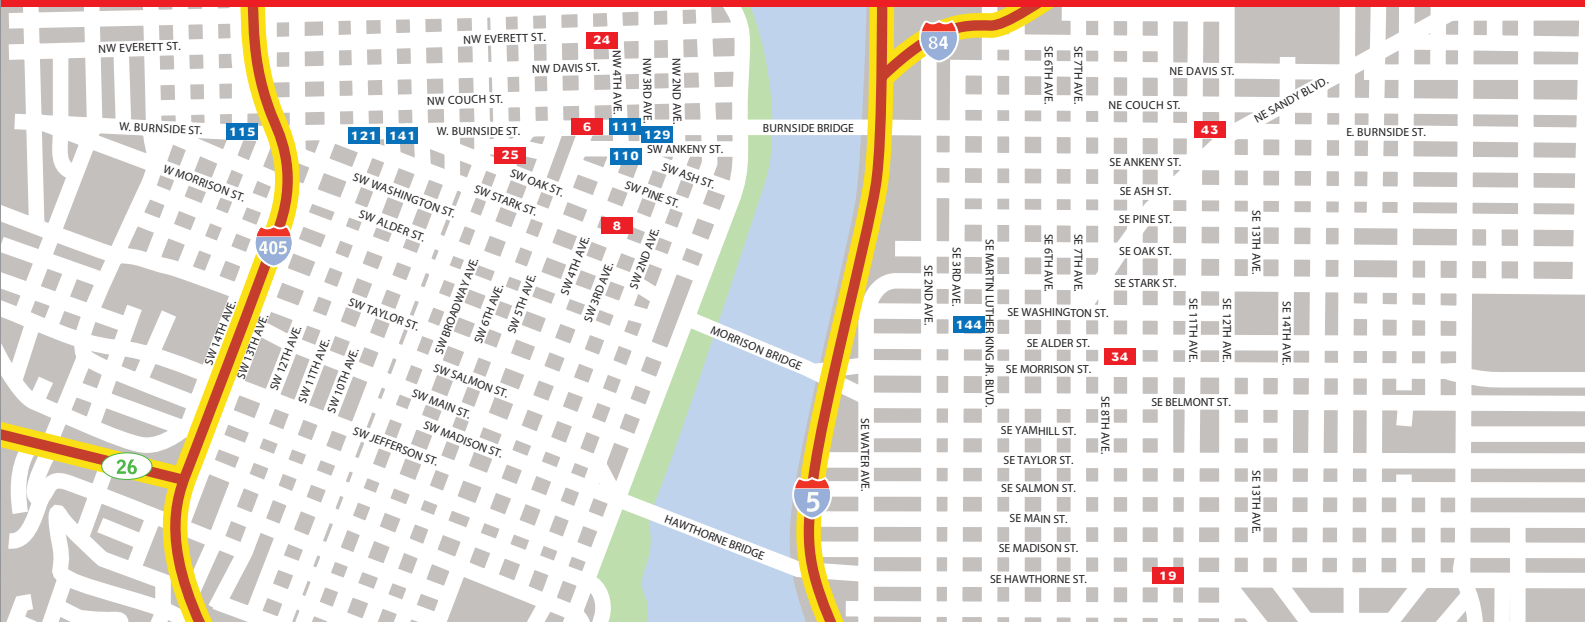 NW EVERETT ST.
NW EVERETT ST.
24
84
NW DAVIS ST.
NW 4TH AVE.
NW 3RD AVE.
NW 2ND AVE.
SE 6TH AVE.
SE 7TH AVE.
NE DAVIS ST.
NW COUCH ST.
NE COUCH ST.
NE SANDY BLVD.
W. BURNSIDE ST.
115
121
141
W. BURNSIDE ST.
6
111
129
BURNSIDE BRIDGE
43
E. BURNSIDE ST.
25
110
SW ANKENY ST.
SE ANKENY ST.
W MORRISON ST.
SW WASHINGTON ST.
SW STARK ST.
SW OAK ST.
SW PINE ST.
SW ASH ST.
SE ASH ST.
SW ALDER ST.
8
SE PINE ST.
405
SE OAK ST.
SW 4TH AVE.
SW 3RD AVE.
SW 2ND AVE.
SE 2ND AVE.
SE 3RD AVE.
SE MARTIN LUTHER KING JR. BLVD.
SE 6TH AVE.
SE 7TH AVE.
SE 13TH AVE.
SE STARK ST.
SW BROADWAY AVE.
SW 6TH AVE.
SW 5TH AVE.
SW TAYLOR ST.
SE WASHINGTON ST.
144
SE 11TH AVE.
SE 12TH AVE.
SE 14TH AVE.
SW 14TH AVE.
SW 13TH AVE.
SW 12TH AVE.
SW 11TH AVE.
SW 10TH AVE.
MORRISON BRIDGE
SE ALDER ST.
34
SE MORRISON ST.
SW SALMON ST.
SW MAIN ST.
SE BELMONT ST.
SE 8TH AVE.
SW MADISON ST.
SW JEFFERSON ST.
SE WATER AVE.
SE YAMHILL ST.
26
SE TAYLOR ST.
5
SE SALMON ST.
SE 13TH AVE.
SE MAIN ST.
HAWTHORNE BRIDGE
SE MADISON ST.
SE HAWTHORNE ST.
19